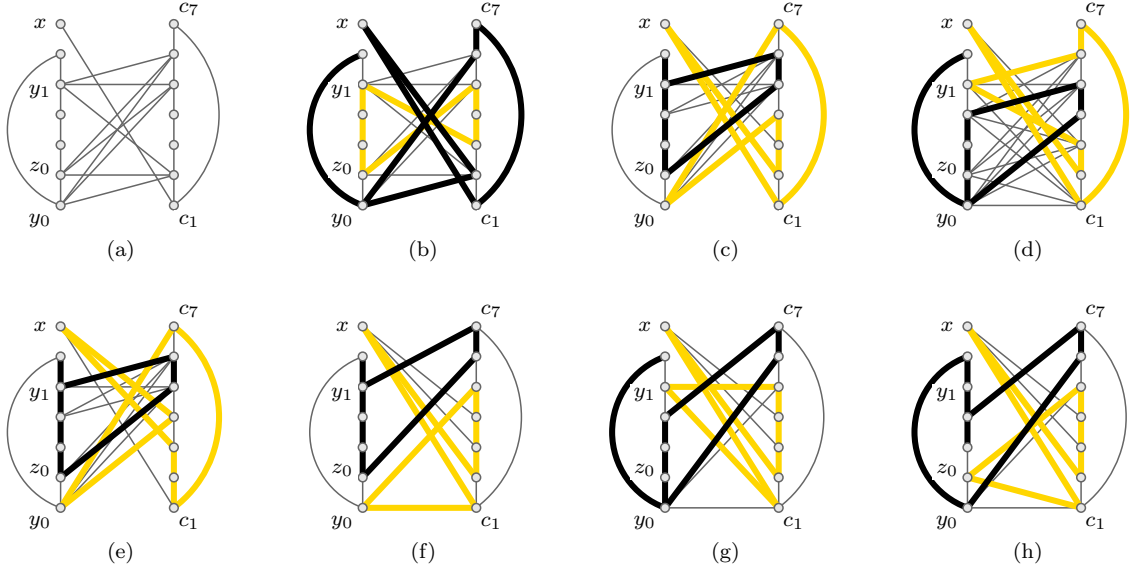 x c₇ x c₇ x c₇ x c₇
y₁ y₁ y₁ y₁
z₀ z₀ z₀ z₀
y₀ c₁ y₀ c₁ y₀ c₁ y₀ c₁
(a) (b) (c) (d)
x c₇ x c₇ x c₇ x c₇
y₁ y₁ y₁ y₁
z₀ z₀ z₀ z₀
y₀ c₁ y₀ c₁ y₀ c₁ y₀ c₁
(e) (f) (g) (h)